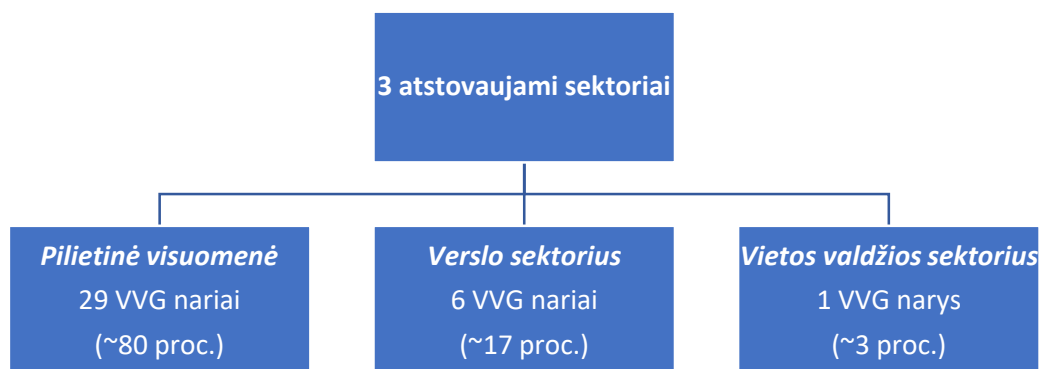 3 atstovaujami sektoriai
Pilietinė visuomenė
29 VVG nariai
(~80 proc.)
Verslo sektorius
6 VVG nariai
(~17 proc.)
Vietos valdžios sektorius
1 VVG narys
(~3 proc.)